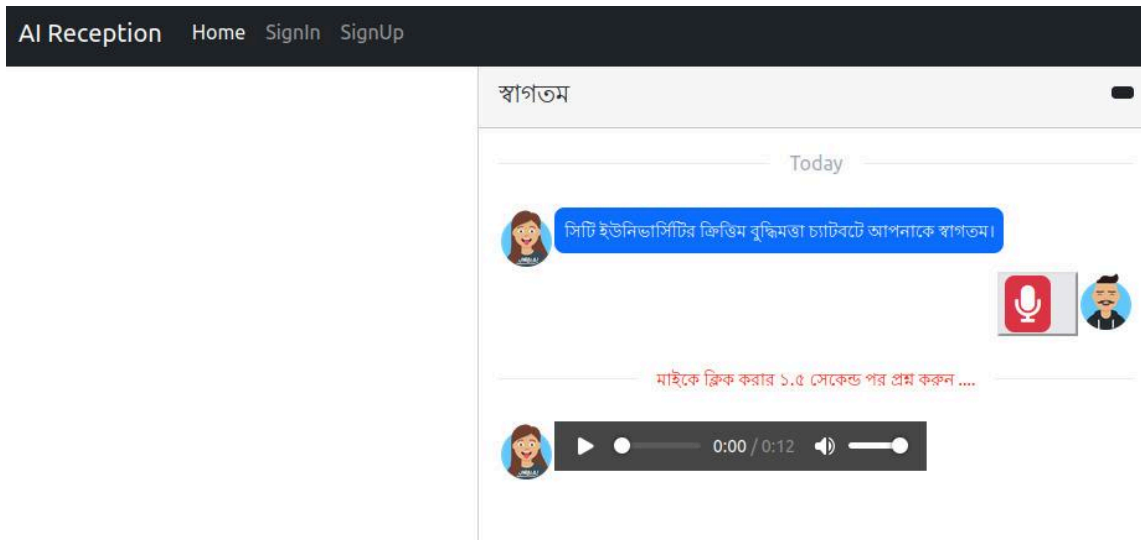 AI Reception Home SignIn SignUp
স্বাগতম
Today
সিটি ইউনিভার্সিটির ক্রিত্তিম বুদ্ধিমত্তা চ্যাটবটে আপনাকে স্বাগতম।
মাইকে ক্লিক করার ১.৫ সেকেন্ড পর প্রশ্ন করুন ....
0:00 / 0:12